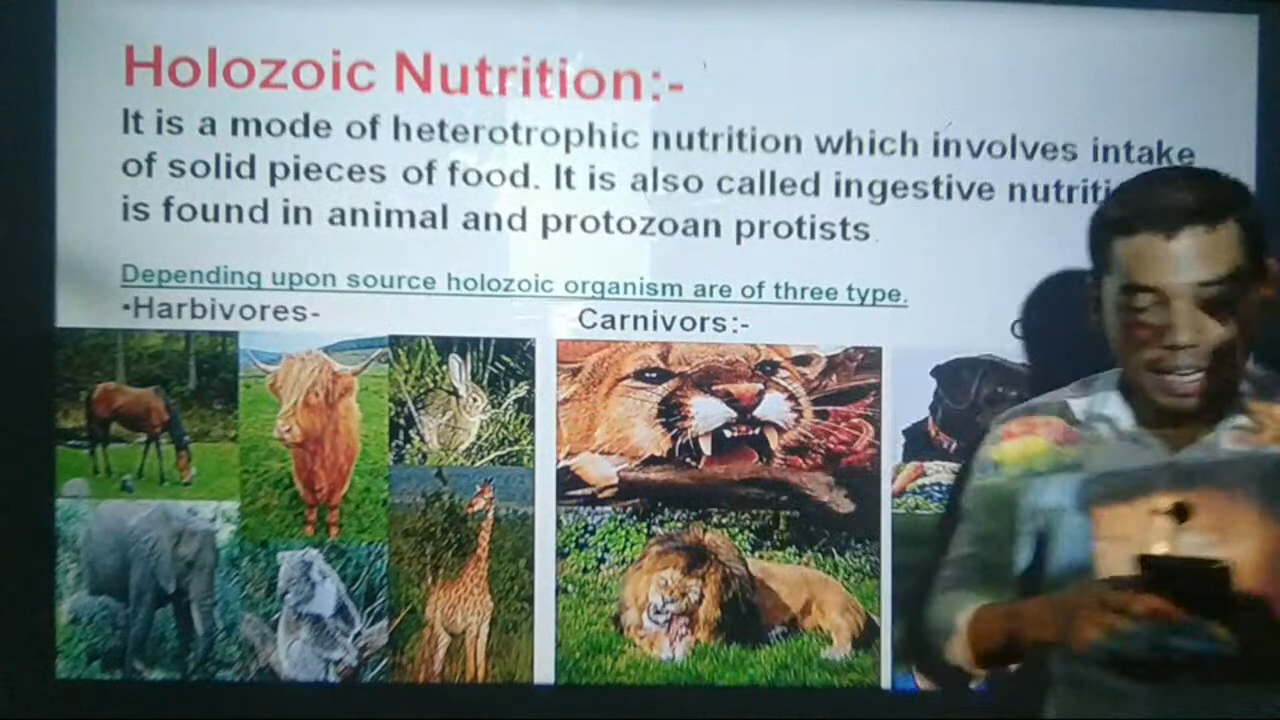 Holozoic Nutrition:-
It is a mode of heterotrophic nutrition which involves intake
of solid pieces of food. It is also called ingestive
is found in animal and protozoan protists.
Depending upon source holozoic organism are of three type.
•Harbivores- Carnivors:-